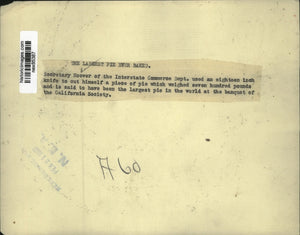 THE LARGEST PIE EVER BAKED.
Secretary Hoover of the Interstate Commerce Dept. used an eighteen inch
knife to cut himself a piece of pie which weighed seven hundred pounds
and is said to have been the largest pie in the world at the banquet of
the California Society.
A60
N.E.A.
historicimages.com